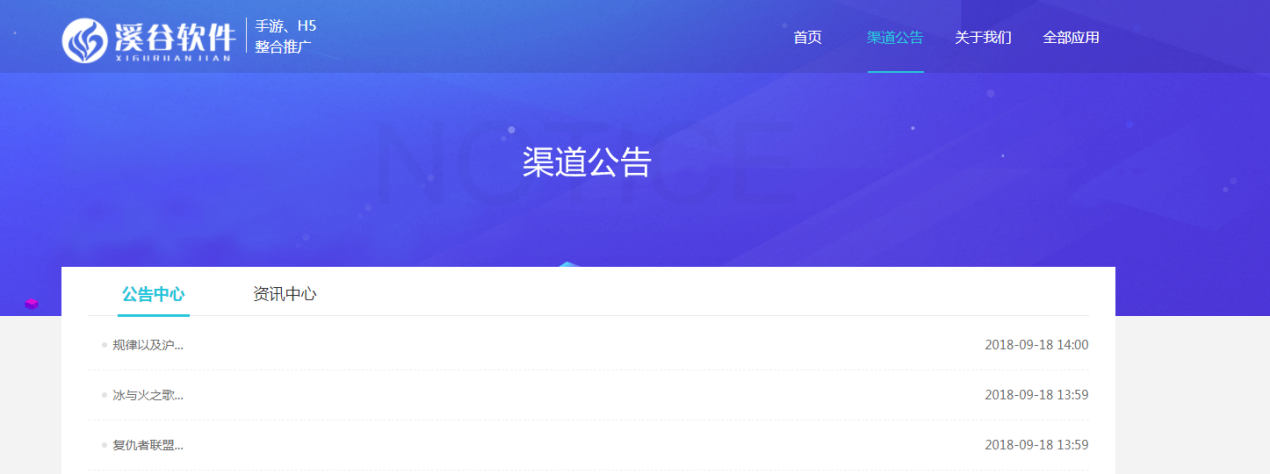 溪谷软件
XIGURUANJIAN
手游、H5
整合推广
首页
渠道公告
关于我们
全部应用
NOTICE
渠道公告
公告中心
资讯中心
规律以及沪...
2018-09-18 14:00
冰与火之歌...
2018-09-18 13:59
复仇者联盟...
2018-09-18 13:59